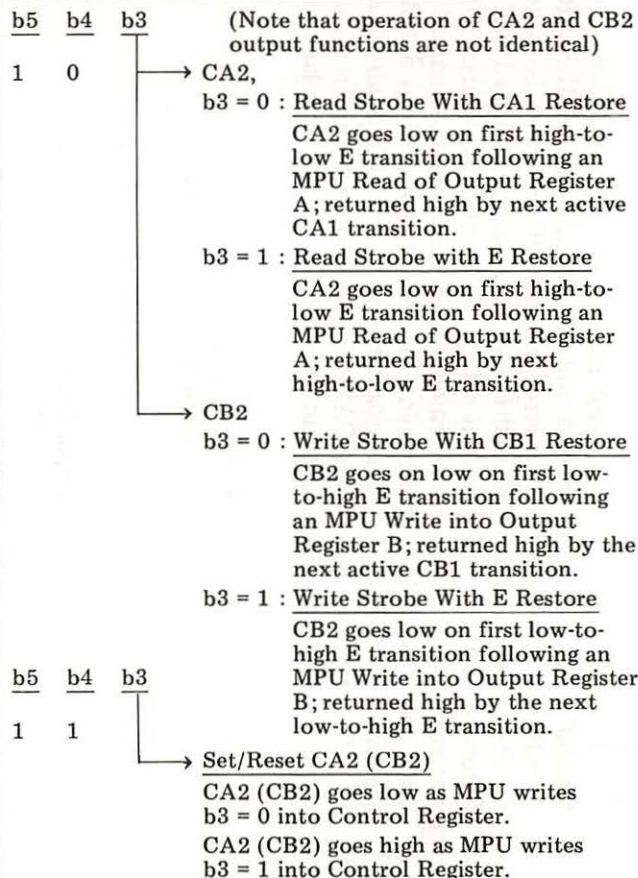 b5 b4 b3 (Note that operation of CA2 and CB2
output functions are not identical)
1 0 CA2,
b3 = 0 : Read Strobe With CA1 Restore
CA2 goes low on first high-to-
low E transition following an
MPU Read of Output Register
A; returned high by next active
CA1 transition.
b3 = 1 : Read Strobe with E Restore
CA2 goes low on first high-to-
low E transition following an
MPU Read of Output Register
A; returned high by next
high-to-low E transition.
CB2
b3 = 0 : Write Strobe With CB1 Restore
CB2 goes on low on first low-
to-high E transition following
an MPU Write into Output
Register B; returned high by the
next active CB1 transition.
b3 = 1 : Write Strobe With E Restore
CB2 goes low on first low-to-
high E transition following an
b5 b4 b3 MPU Write into Output Register
B; returned high by the next
1 1 low-to-high E transition.
Set/Reset CA2 (CB2)
CA2 (CB2) goes low as MPU writes
b3 = 0 into Control Register.
CA2 (CB2) goes high as MPU writes
b3 = 1 into Control Register.